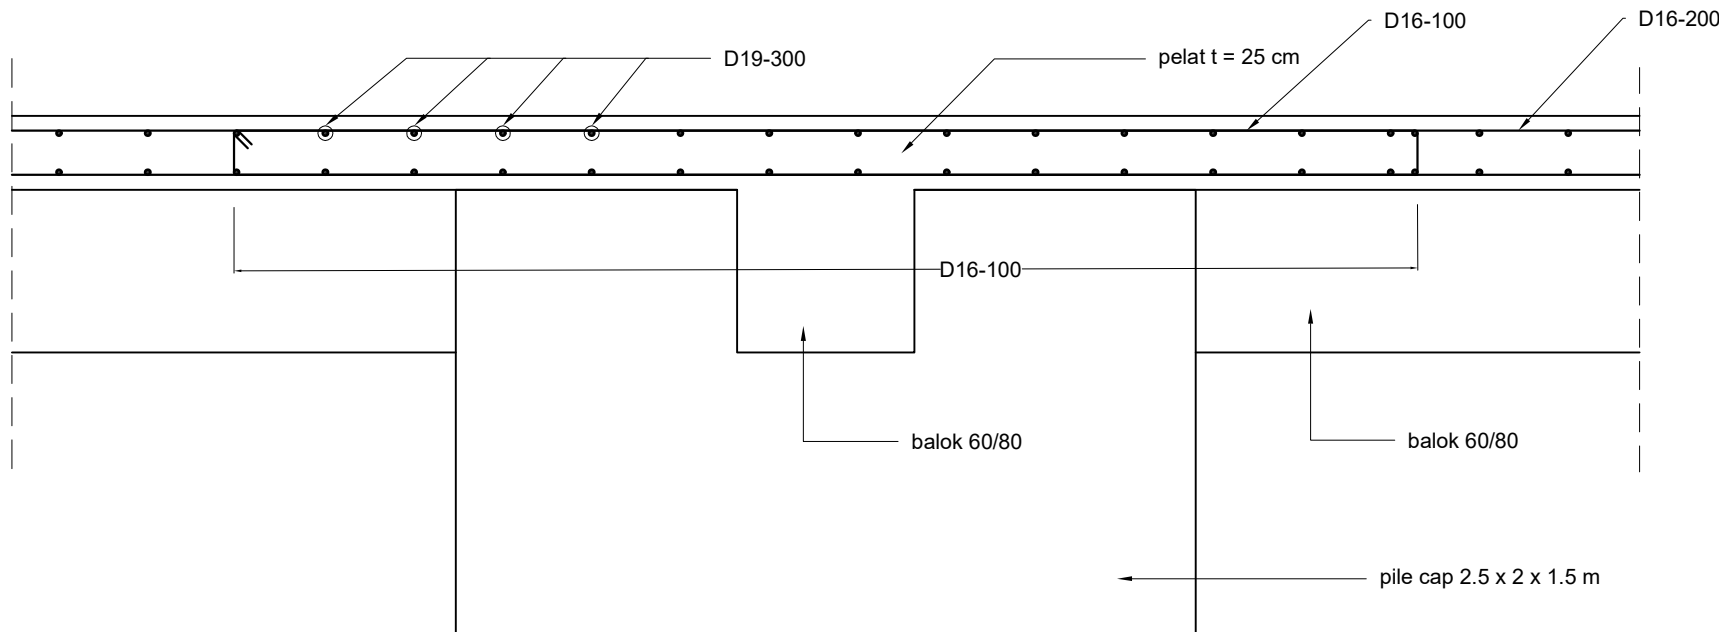 D16-100
D16-200
D19-300
pelat t = 25 cm
D16-100
balok 60/80
balok 60/80
pile cap 2.5 x 2 x 1.5 m